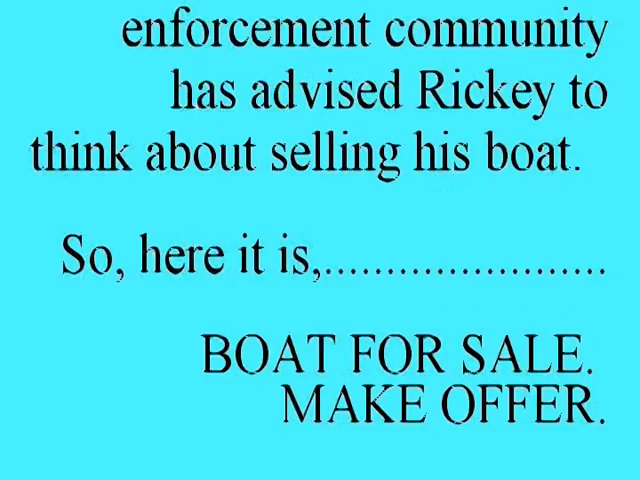 enforcement community
has advised Rickey to
think about selling his boat.
So, here it is,.......................
BOAT FOR SALE.
MAKE OFFER.